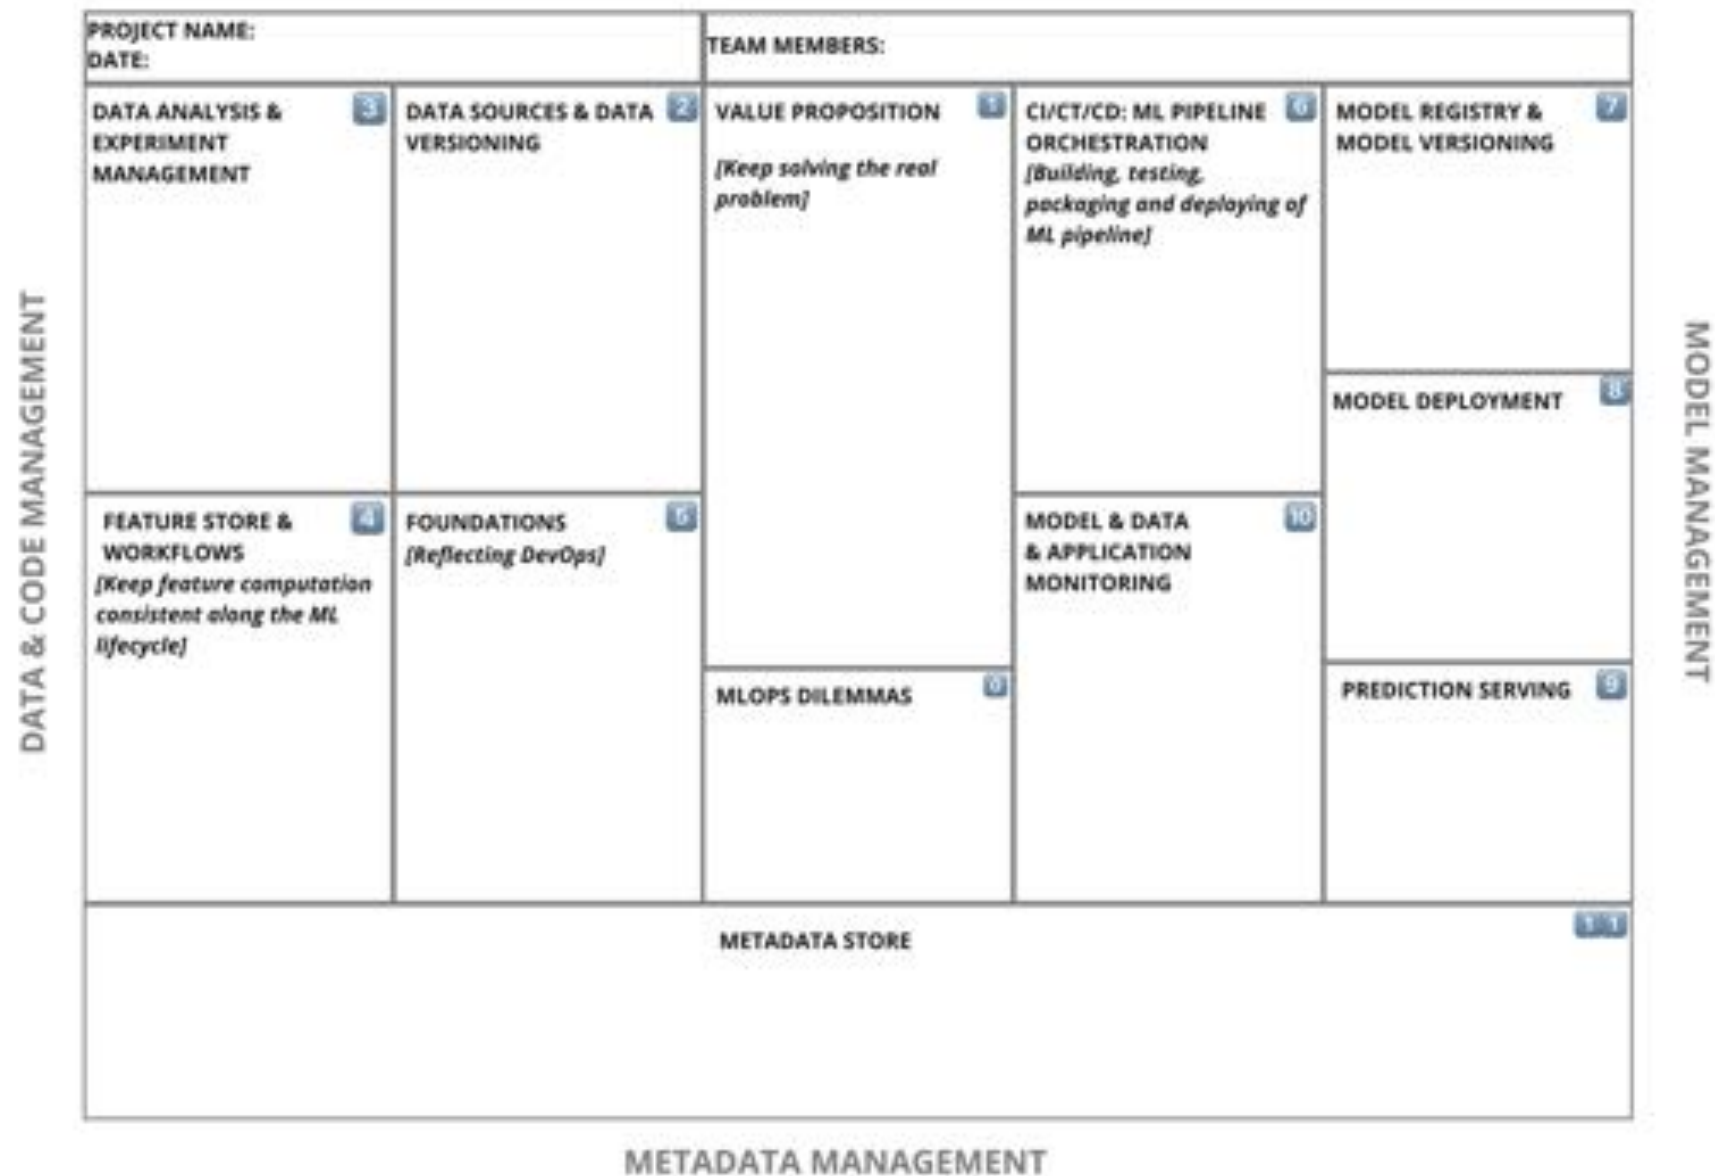 PROJECT NAME:
DATE:
TEAM MEMBERS:
DATA ANALYSIS & 3
EXPERIMENT
MANAGEMENT
DATA SOURCES & DATA 2
VERSIONING
VALUE PROPOSITION 1
[Keep solving the real
problem]
CI/CT/CD: ML PIPELINE 6
ORCHESTRATION
[Building, testing,
packaging and deploying of
ML pipeline]
MODEL REGISTRY & 7
MODEL VERSIONING
MODEL DEPLOYMENT 8
FEATURE STORE & 4
WORKFLOWS
[Keep feature computation
consistent along the ML
lifecycle]
FOUNDATIONS 5
[Reflecting DevOps]
MLOPS DILEMMAS 0
MODEL & DATA 10
& APPLICATION
MONITORING
PREDICTION SERVING 9
METADATA STORE 11
DATA & CODE MANAGEMENT
MODEL MANAGEMENT
METADATA MANAGEMENT